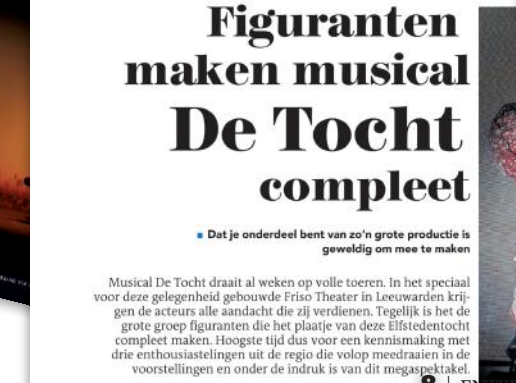 Figuranten
maken musical
De Tocht
compleet
Dat je onderdeel bent van zo'n grote productie is
geweldig om mee te maken
Musical De Tocht draait al weken op volle toeren. In het speciaal
voor deze gelegenheid gebouwde Friso Theater in Leeuwarden krij-
gen de acteurs alle aandacht die zij verdienen. Tegelijk is het de
grote groep figuranten die het plaatje van deze Elfstedentocht
compleet maken. Hoogste tijd dus voor een kennismaking met
drie enthousiastelingen uit de regio die volop meedraaien in de
voorstellingen en onder de indruk is van dit megaspektakel.